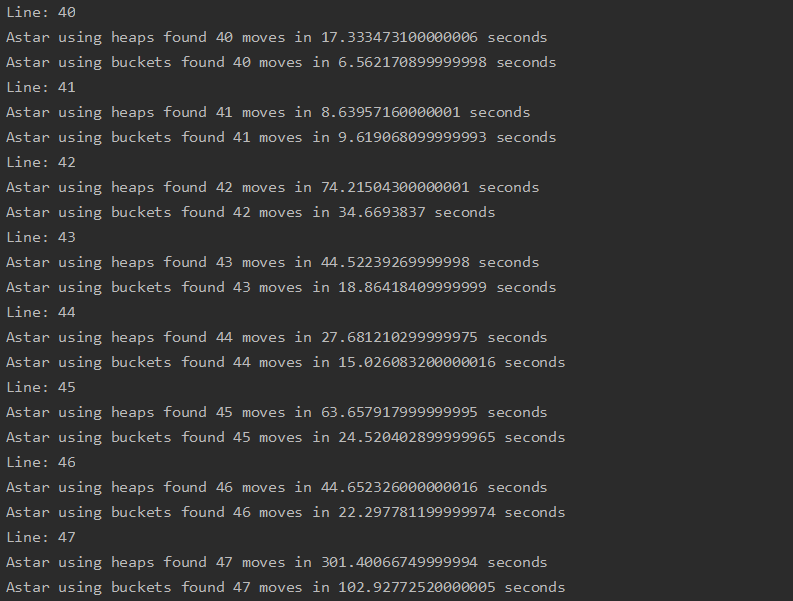 Line: 40
Astar using heaps found 40 moves in 17.333473100000006 seconds
Astar using buckets found 40 moves in 6.562170899999998 seconds
Line: 41
Astar using heaps found 41 moves in 8.63957160000001 seconds
Astar using buckets found 41 moves in 9.619068099999993 seconds
Line: 42
Astar using heaps found 42 moves in 74.21504300000001 seconds
Astar using buckets found 42 moves in 34.6693837 seconds
Line: 43
Astar using heaps found 43 moves in 44.52239269999998 seconds
Astar using buckets found 43 moves in 18.86418409999999 seconds
Line: 44
Astar using heaps found 44 moves in 27.681210299999975 seconds
Astar using buckets found 44 moves in 15.026083200000016 seconds
Line: 45
Astar using heaps found 45 moves in 63.657917999999995 seconds
Astar using buckets found 45 moves in 24.520402899999965 seconds
Line: 46
Astar using heaps found 46 moves in 44.652326000000016 seconds
Astar using buckets found 46 moves in 22.297781199999974 seconds
Line: 47
Astar using heaps found 47 moves in 301.40066749999994 seconds
Astar using buckets found 47 moves in 102.92772520000005 seconds